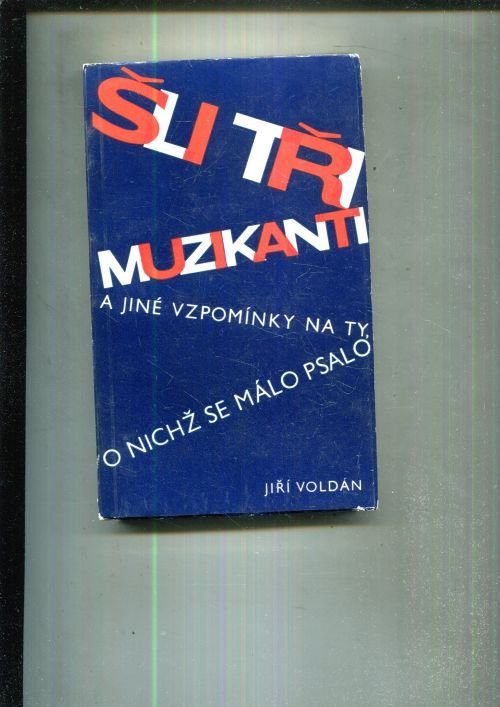 ŠLI TŘI
MUZIKANTI
A JINÉ VZPOMÍNKY NA TY,
O NICHŽ SE MÁLO PSALO
JIŘÍ VOLDÁN